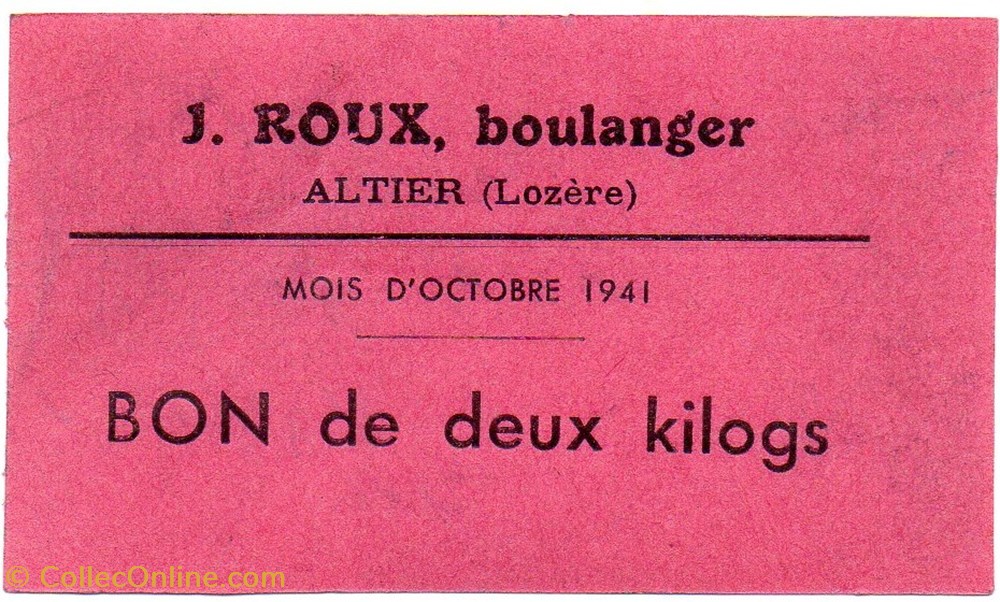 J. ROUX, boulanger
ALTIER (Lozère)
MOIS D'OCTOBRE 1941
BON de deux kilogs
© CollecOnline.com